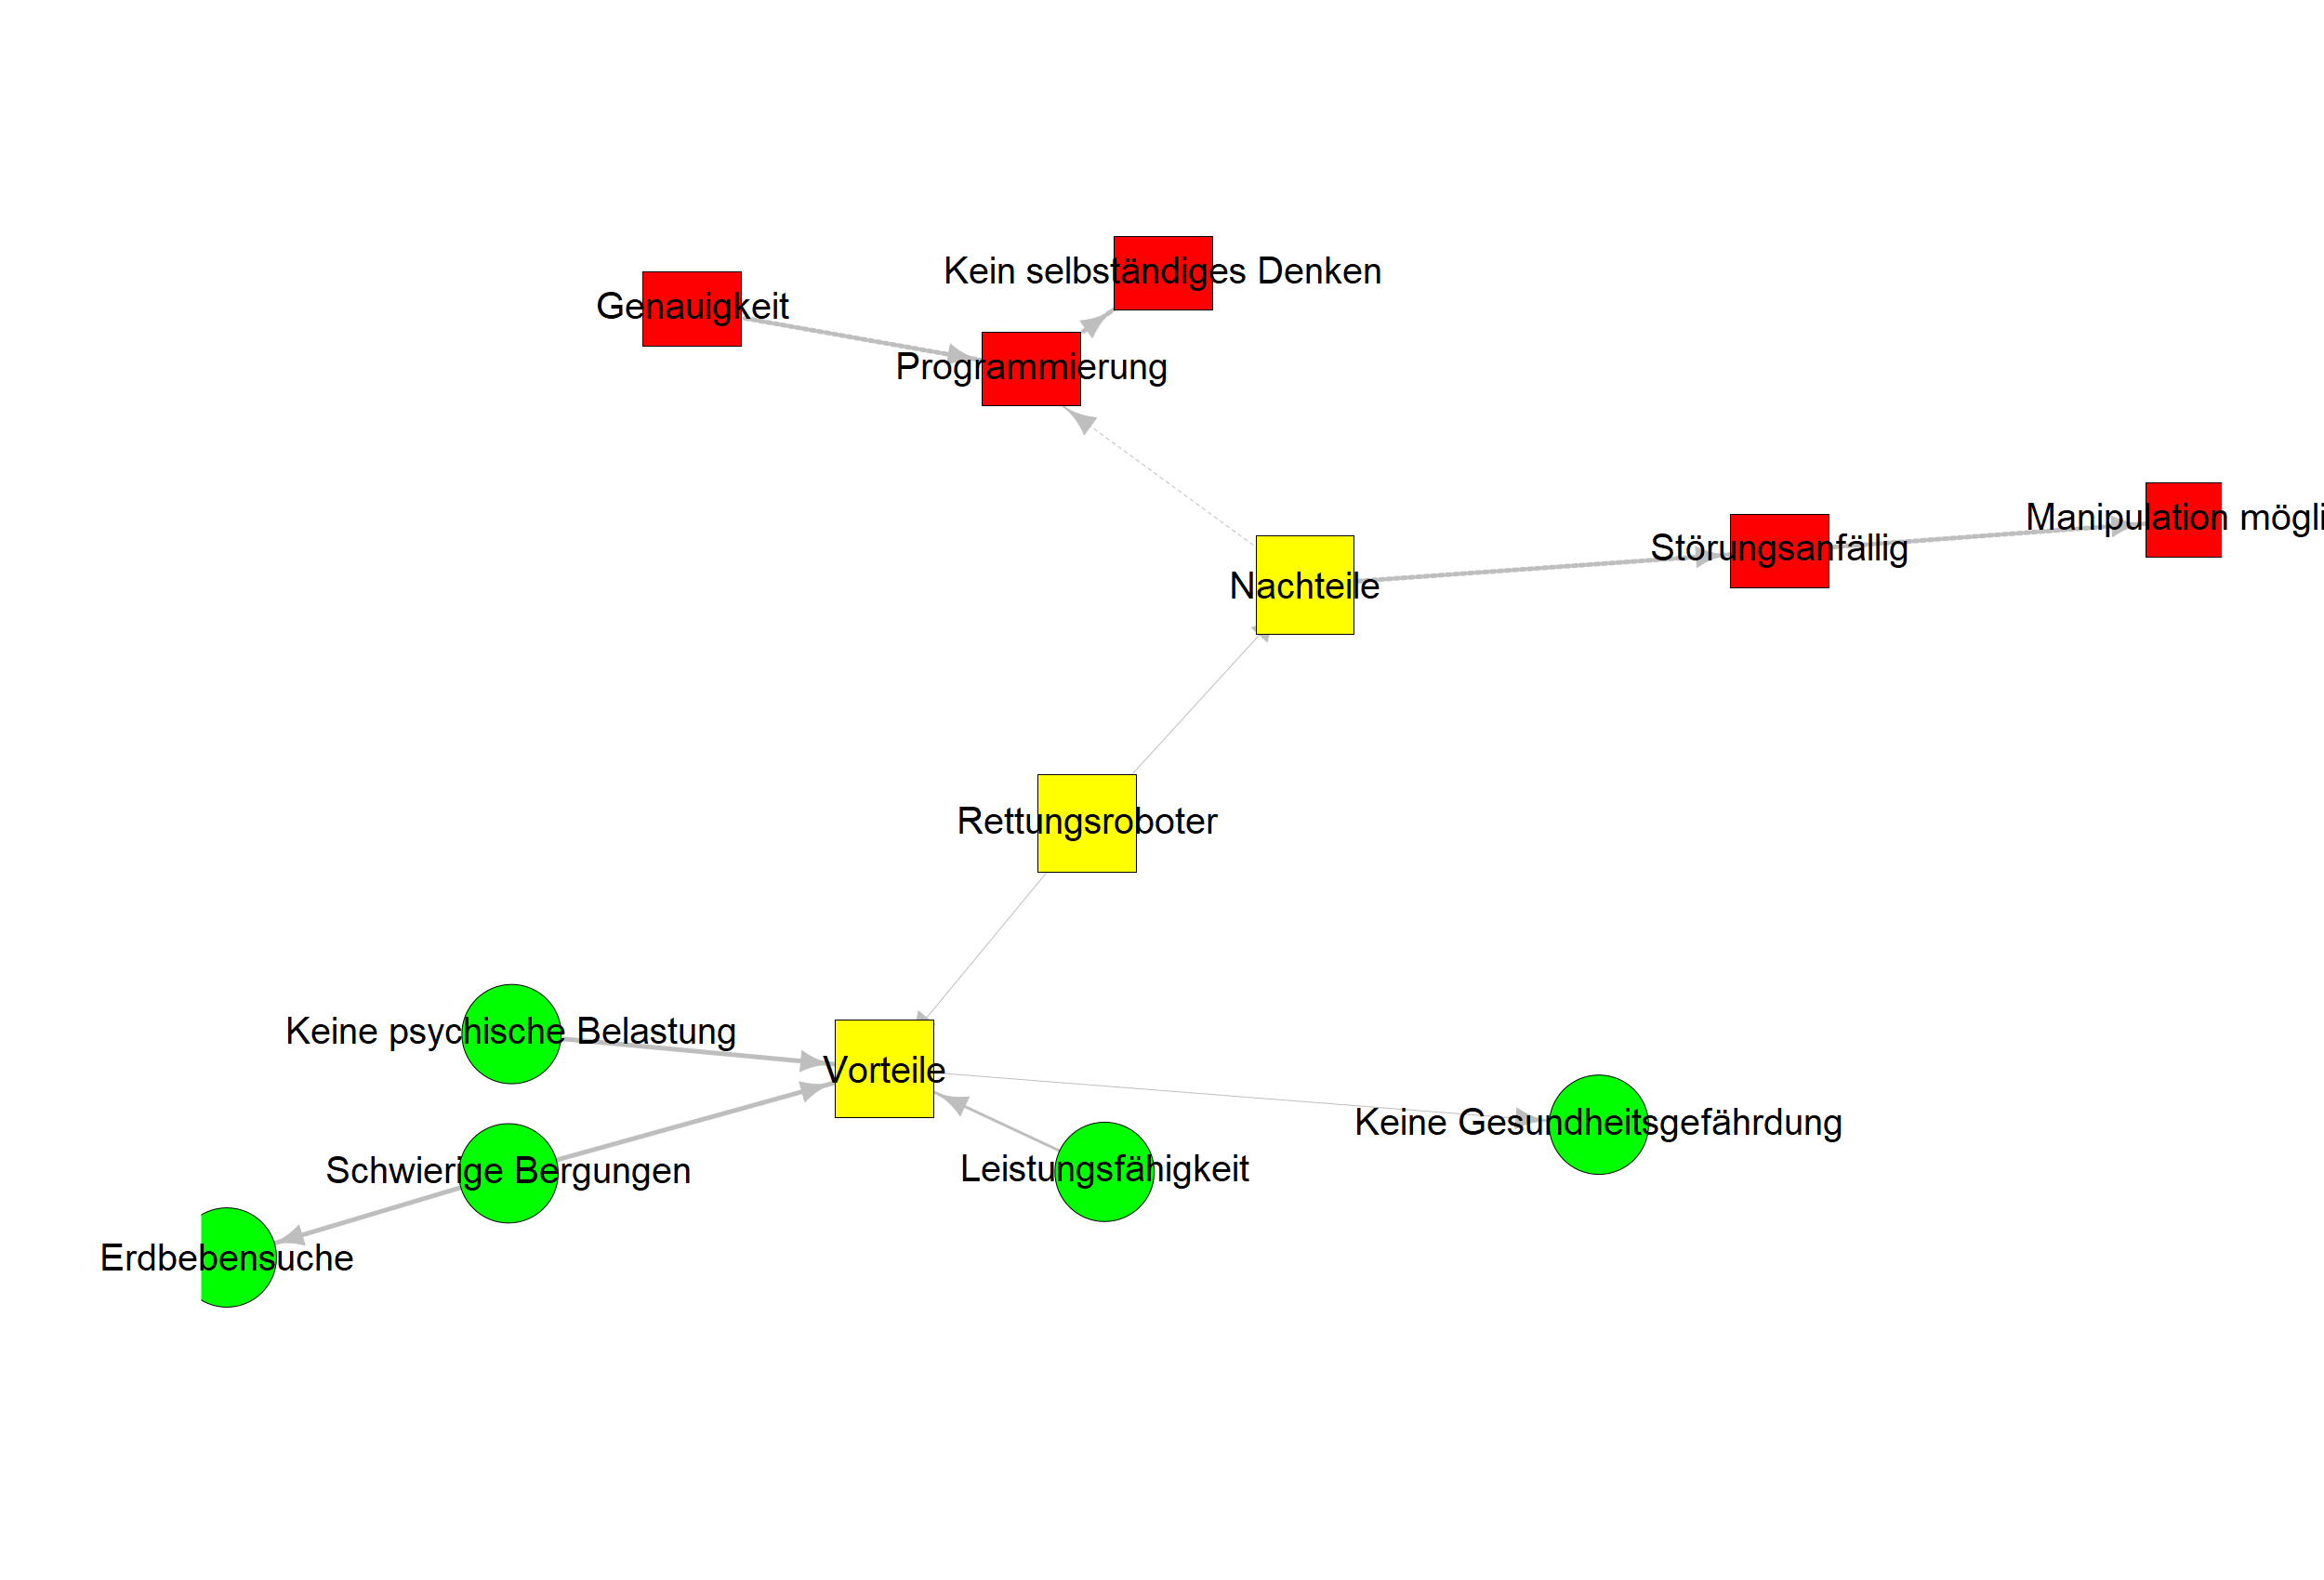 Kein selbständiges Denken
Genauigkeit
Programmierung
Manipulation mögli
Störungsanfällig
Nachteile
Rettungsroboter
Keine psychische Belastung
Vorteile
Keine Gesundheitsgefährdung
Schwierige Bergungen
Leistungsfähigkeit
Erdbebensuche